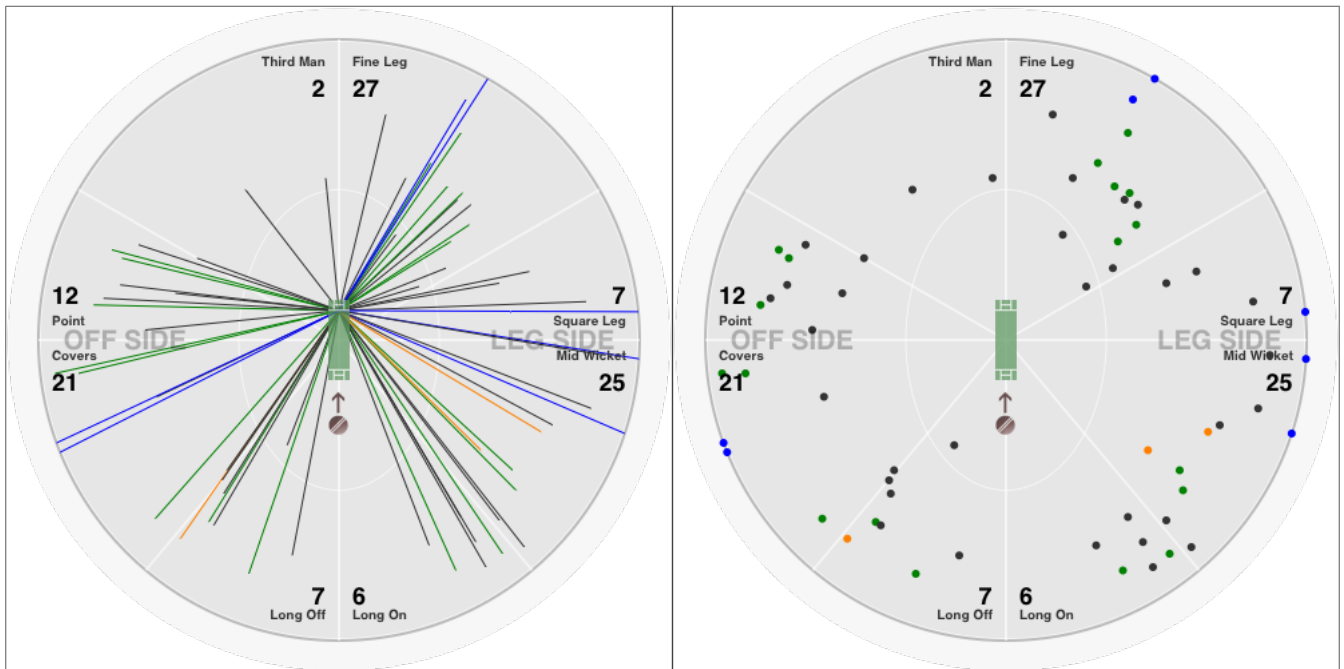 Third Man
2
Fine Leg
27
12
Point
OFF SIDE
Covers
21
7
Square Leg
LEG SIDE
Mid Wicket
25
7
Long Off
6
Long On
Third Man
2
Fine Leg
27
12
Point
OFF SIDE
Covers
21
7
Square Leg
LEG SIDE
Mid Wicket
25
7
Long Off
6
Long On